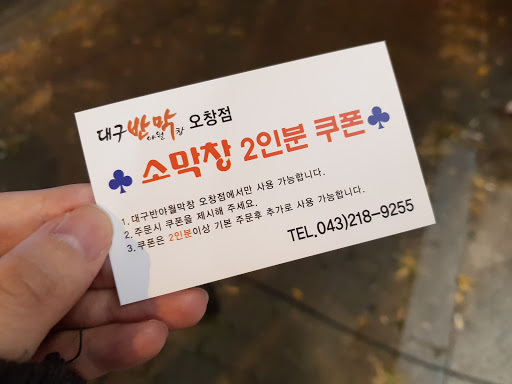 대구반야월막창 오창점
♣ 소막창 2인분 쿠폰 ♣
1. 대구반야월막창 오창점에서만 사용 가능합니다.
2. 주문시 쿠폰을 제시해 주세요.
3. 쿠폰은 2인분이상 기본 주문후 추가로 사용 가능합니다.
TEL.043)218-9255